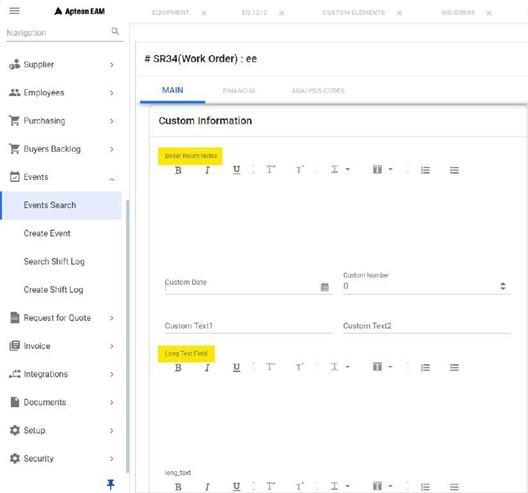 Aptean EAM
EQUIPMENT × EQ 1212 × CUSTOM ELEMENTS × WO EMS56 ×
Navigation
# SR34(Work Order) : ee
Supplier
MAIN FINANCIAL ANALYSIS CODES
Employees
Purchasing
Custom Information
Buyers Backlog
Boiler Room Notes
Events
B I U T T I T
Events Search
Create Event
Search Shift Log
Custom Date
Custom Number
0
Create Shift Log
Request for Quote
Custom Text1 Custom Text2
Invoice
Long Text Field
B I U T T I T
Integrations
Documents
Setup
Security
long_text
B I U T T I T